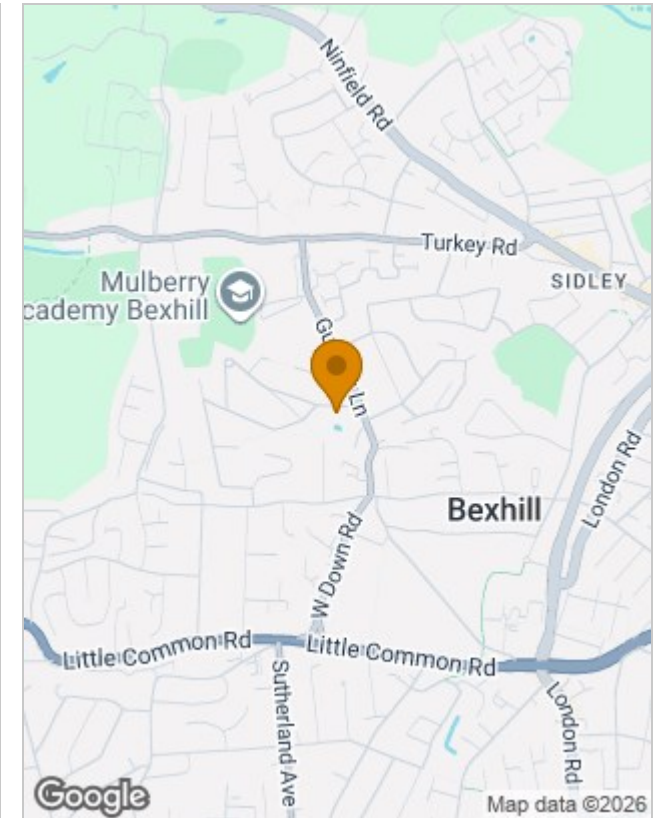 Ninfield Rd
Turkey Rd
SIDLEY
Mulberry
cademy Bexhill
Ln
Bexhill
London Rd
W Down Rd
Little Common Rd
Little Common Rd
Sutherland Ave
London Rd
Google
Map data ©2026